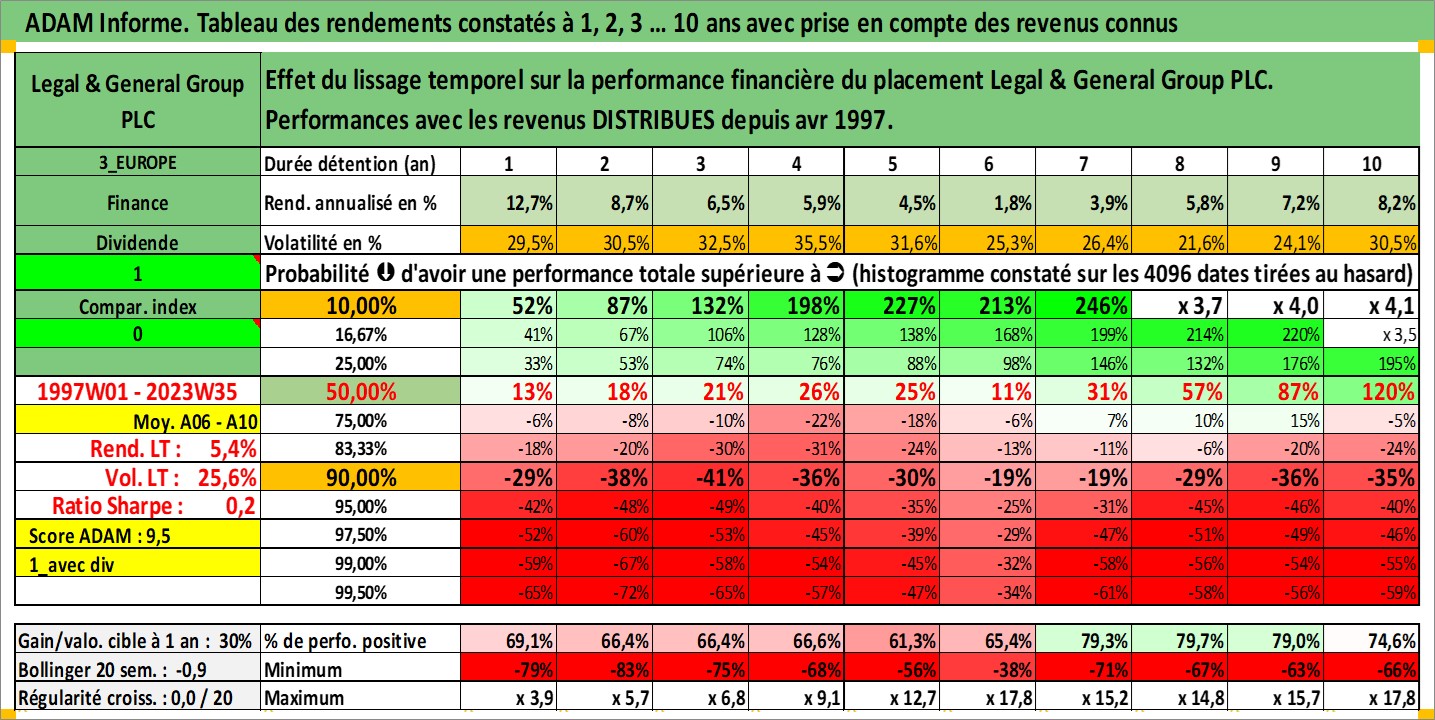 ADAM Informe. Tableau des rendements constatés à 1, 2, 3 ... 10 ans avec prise en compte des revenus connus
Legal & General Group PLC
Effet du lissage temporel sur la performance financière du placement Legal & General Group PLC.
Performances avec les revenus DISTRIBUES depuis avr 1997.
3_EUROPE Durée détention (an) 1 2 3 4 5 6 7 8 9 10
Finance Rend. annualisé en % 12,7% 8,7% 6,5% 5,9% 4,5% 1,8% 3,9% 5,8% 7,2% 8,2%
Dividende Volatilité en % 29,5% 30,5% 32,5% 35,5% 31,6% 25,3% 26,4% 21,6% 24,1% 30,5%
1 Probabilité ⬇ d'avoir une performance totale supérieure à ➲ (histogramme constaté sur les 4096 dates tirées au hasard)
Compar. index 10,00% 52% 87% 132% 198% 227% 213% 246% x 3,7 x 4,0 x 4,1
0 16,67% 41% 67% 106% 128% 138% 168% 199% 214% 220% x 3,5
25,00% 33% 53% 74% 76% 88% 98% 146% 132% 176% 195%
1997W01 - 2023W35 50,00% 13% 18% 21% 26% 25% 11% 31% 57% 87% 120%
Moy. A06 - A10 75,00% -6% -8% -10% -22% -18% -6% 7% 10% 15% -5%
Rend. LT : 5,4% 83,33% -18% -20% -30% -31% -24% -13% -11% -6% -20% -24%
Vol. LT : 25,6% 90,00% -29% -38% -41% -36% -30% -19% -19% -29% -36% -35%
Ratio Sharpe : 0,2 95,00% -42% -48% -49% -40% -35% -25% -31% -45% -46% -40%
Score ADAM : 9,5 97,50% -52% -60% -53% -45% -39% -29% -47% -51% -49% -46%
1_avec div 99,00% -59% -67% -58% -54% -45% -32% -58% -56% -54% -55%
99,50% -65% -72% -65% -57% -47% -34% -61% -58% -56% -59%
Gain/valo. cible à 1 an : 30% % de perfo. positive 69,1% 66,4% 66,4% 66,6% 61,3% 65,4% 79,3% 79,7% 79,0% 74,6%
Bollinger 20 sem. : -0,9 Minimum -79% -83% -75% -68% -56% -38% -71% -67% -63% -66%
Régularité croiss. : 0,0 / 20 Maximum x 3,9 x 5,7 x 6,8 x 9,1 x 12,7 x 17,8 x 15,2 x 14,8 x 15,7 x 17,8